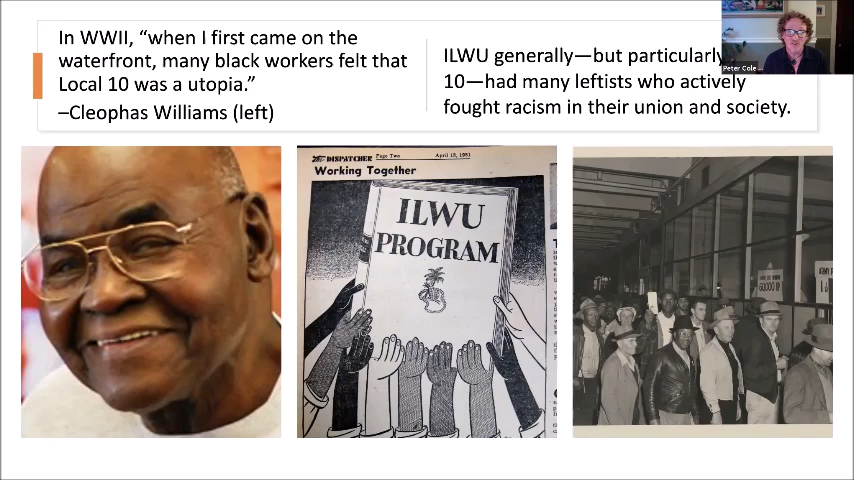 In WWII, “when I first came on the
waterfront, many black workers felt that
Local 10 was a utopia.”
–Cleophas Williams (left)
ILWU generally—but particularly
10—had many leftists who actively
fought racism in their union and society.
Peter Cole
DISPATCHER Page Two April 13, 1951
Working Together
ILWU
PROGRAM